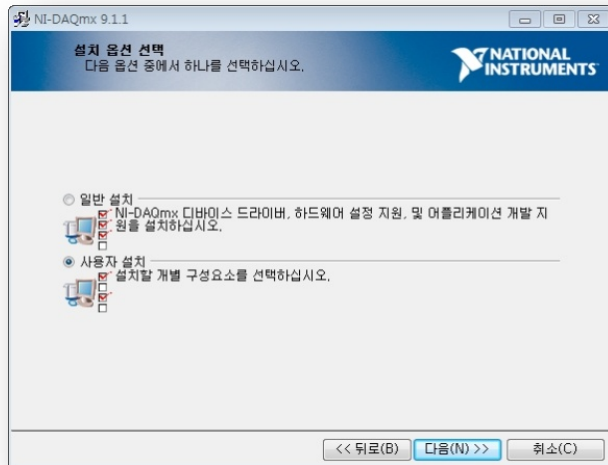 NI-DAQmx 9.1.1
설치 옵션 선택
다음 옵션 중에서 하나를 선택하십시오.
NATIONAL
INSTRUMENTS
일반 설치
NI-DAQmx 디바이스 드라이버, 하드웨어 설정 지원, 및 어플리케이션 개발 지
원을 설치하십시오.
사용자 설치
설치할 개별 구성요소를 선택하십시오.
<< 뒤로(B) 다음(N) >> 취소(C)